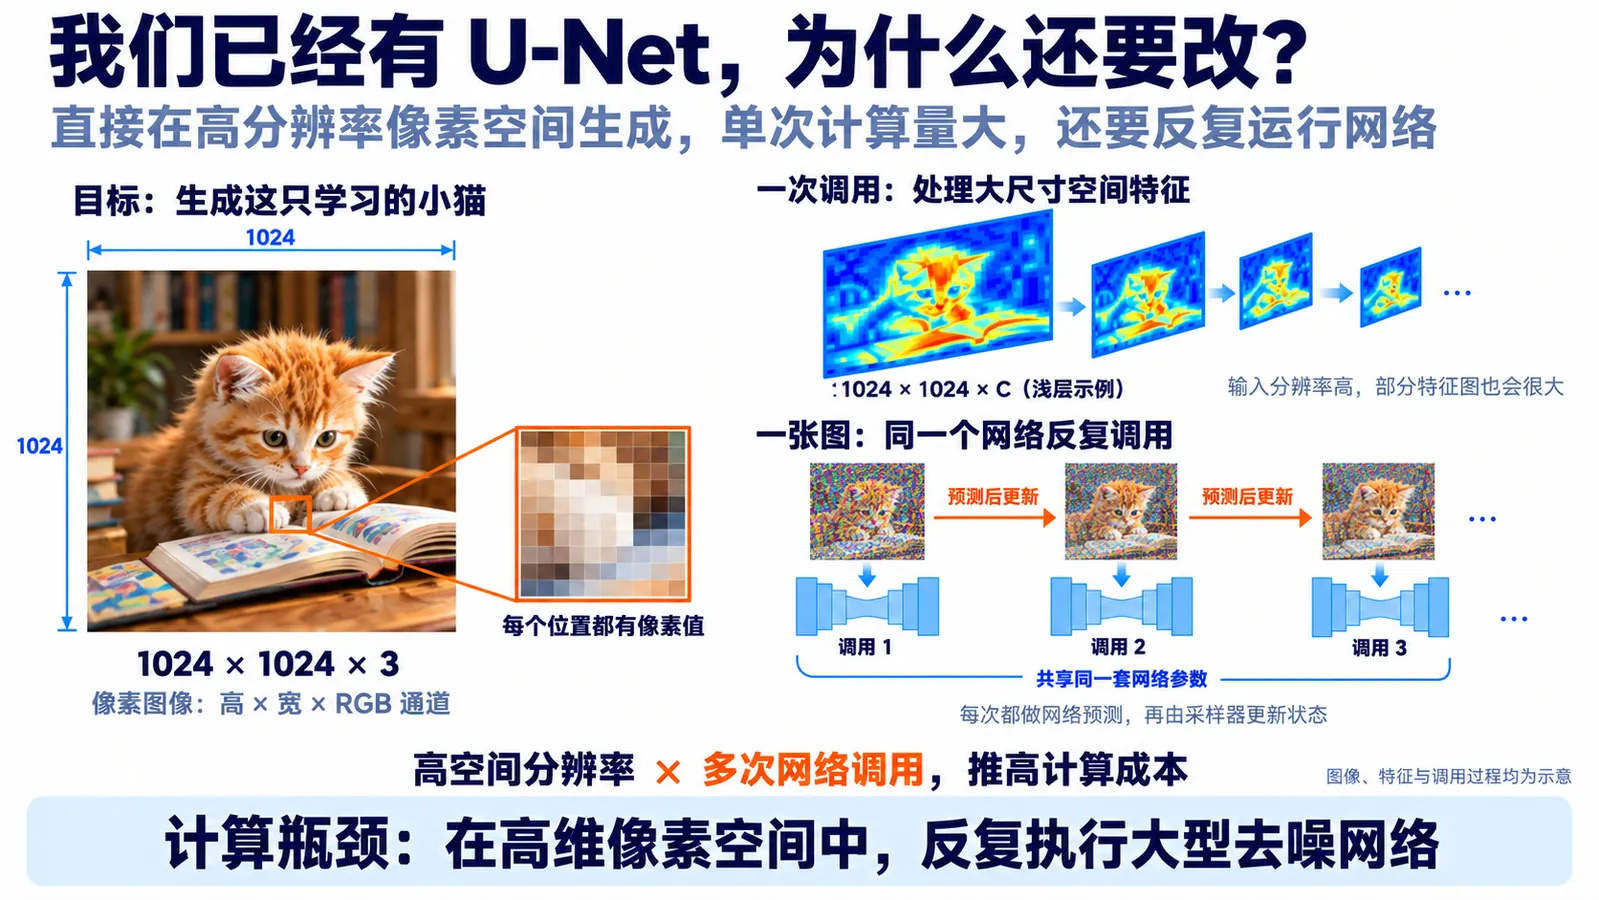 我们已经有 U-Net，为什么还要改？
直接在高分辨率像素空间生成，单次计算量大，还要反复运行网络
目标：生成这只学习的小猫
1024
1024
每个位置都有像素值
1024 × 1024 × 3
像素图像：高 × 宽 × RGB 通道
一次调用：处理大尺寸空间特征
...
1024 × 1024 × C（浅层示例）
输入分辨率高，部分特征图也会很大
一张图：同一个网络反复调用
预测后更新
预测后更新
...
调用 1
调用 2
调用 3
...
共享同一套网络参数
每次都做网络预测，再由采样器更新状态
高空间分辨率 × 多次网络调用，推高计算成本
图像、特征与调用过程均为示意
计算瓶颈：在高维像素空间中，反复执行大型去噪网络